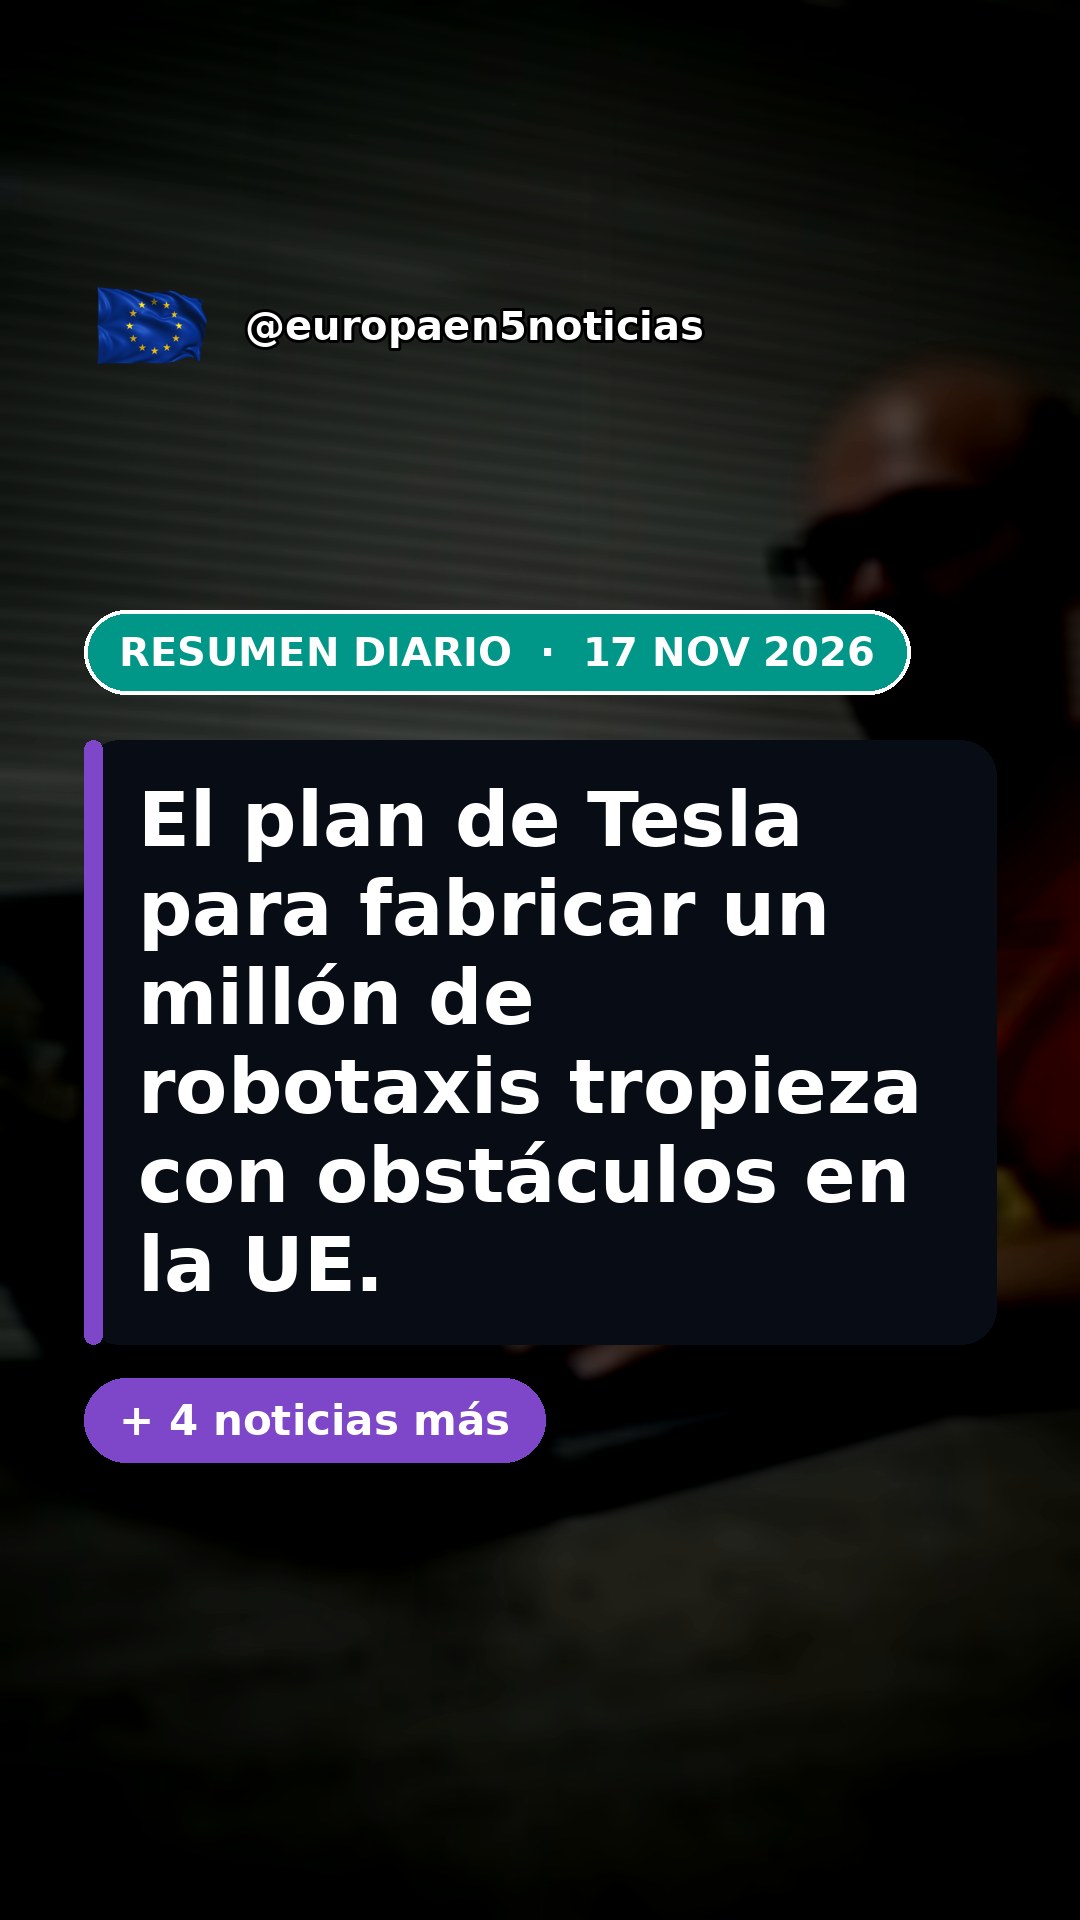 @europaen5noticias
RESUMEN DIARIO · 17 NOV 2026
El plan de Tesla
para fabricar un
millón de
robotaxis tropieza
con obstáculos en
la UE.
+ 4 noticias más